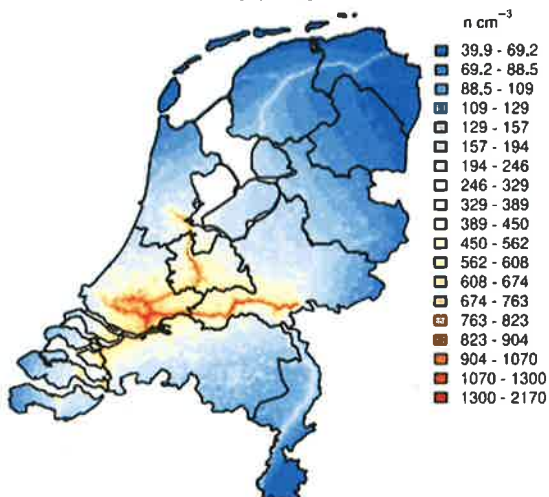 n cm⁻³
39.9 - 69.2
69.2 - 88.5
88.5 - 109
109 - 129
129 - 157
157 - 194
194 - 246
246 - 329
329 - 389
389 - 450
450 - 562
562 - 608
608 - 674
674 - 763
763 - 823
823 - 904
904 - 1070
1070 - 1300
1300 - 2170